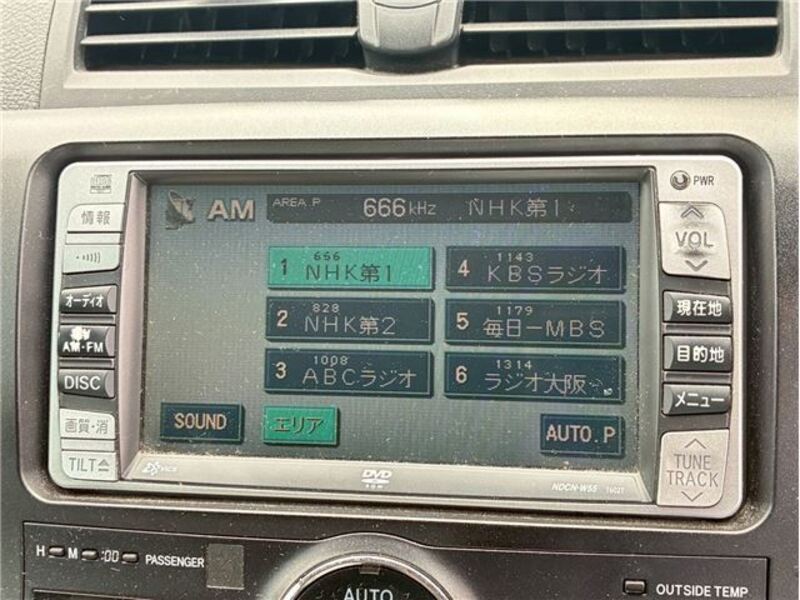 PWR
情報
AM
AREA.P
666 kHz
NHK第1
VOL
1 666 NHK第1
4 1143 KBSラジオ
2 828 NHK第2
5 1179 毎日ーMBS
3 1008 ABCラジオ
6 1314 ラジオ大阪
オーディオ
AM・FM
DISC
画質・消
TILT
現在地
目的地
メニュー
SOUND
エリア
AUTO.P
TUNE
TRACK
DVD
NDCN-W55
H
M
:00
PASSENGER
AUTO
OUTSIDE TEMP